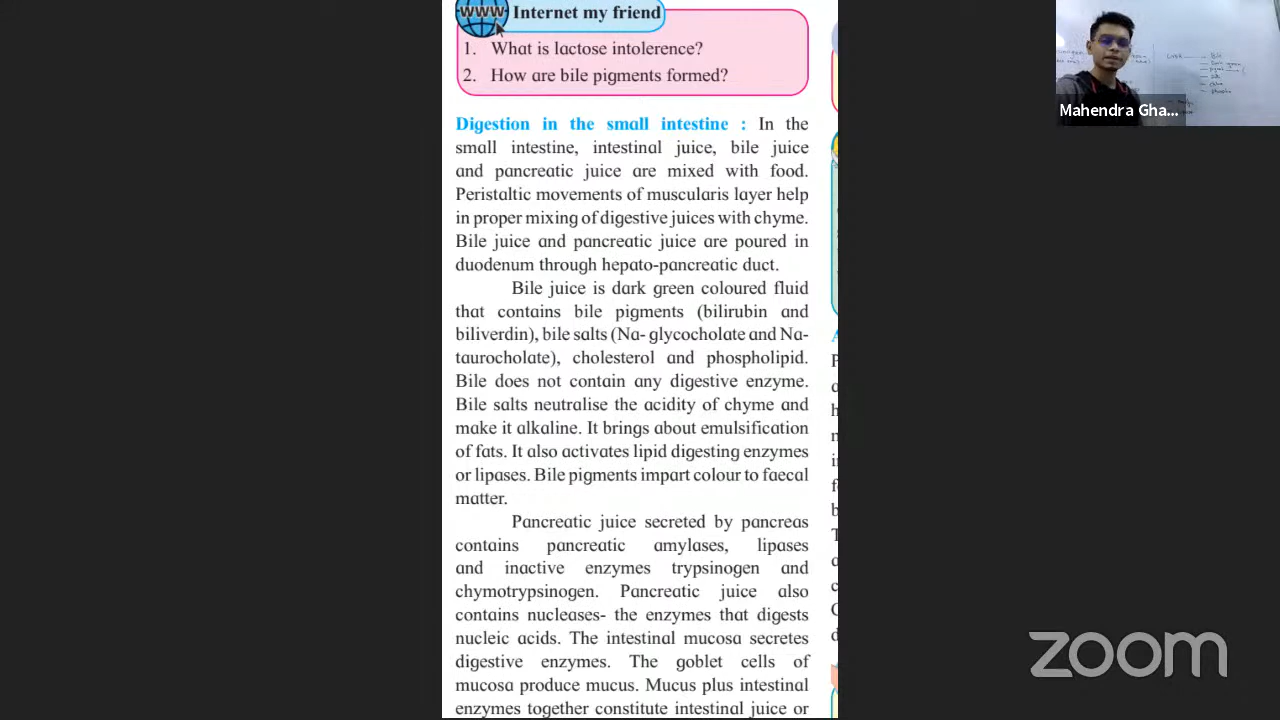 WWW Internet my friend
1. What is lactose intolerence?
2. How are bile pigments formed?
Digestion in the small intestine : In the
small intestine, intestinal juice, bile juice
and pancreatic juice are mixed with food.
Peristaltic movements of muscularis layer help
in proper mixing of digestive juices with chyme.
Bile juice and pancreatic juice are poured in
duodenum through hepato-pancreatic duct.
Bile juice is dark green coloured fluid
that contains bile pigments (bilirubin and
biliverdin), bile salts (Na- glycocholate and Na-
taurocholate), cholesterol and phospholipid.
Bile does not contain any digestive enzyme.
Bile salts neutralise the acidity of chyme and
make it alkaline. It brings about emulsification
of fats. It also activates lipid digesting enzymes
or lipases. Bile pigments impart colour to faecal
matter.
Pancreatic juice secreted by pancreas
contains pancreatic amylases, lipases
and inactive enzymes trypsinogen and
chymotrypsinogen. Pancreatic juice also
contains nucleases- the enzymes that digests
nucleic acids. The intestinal mucosa secretes
digestive enzymes. The goblet cells of
mucosa produce mucus. Mucus plus intestinal
enzymes together constitute intestinal juice or
Mahendra Gha...
zoom